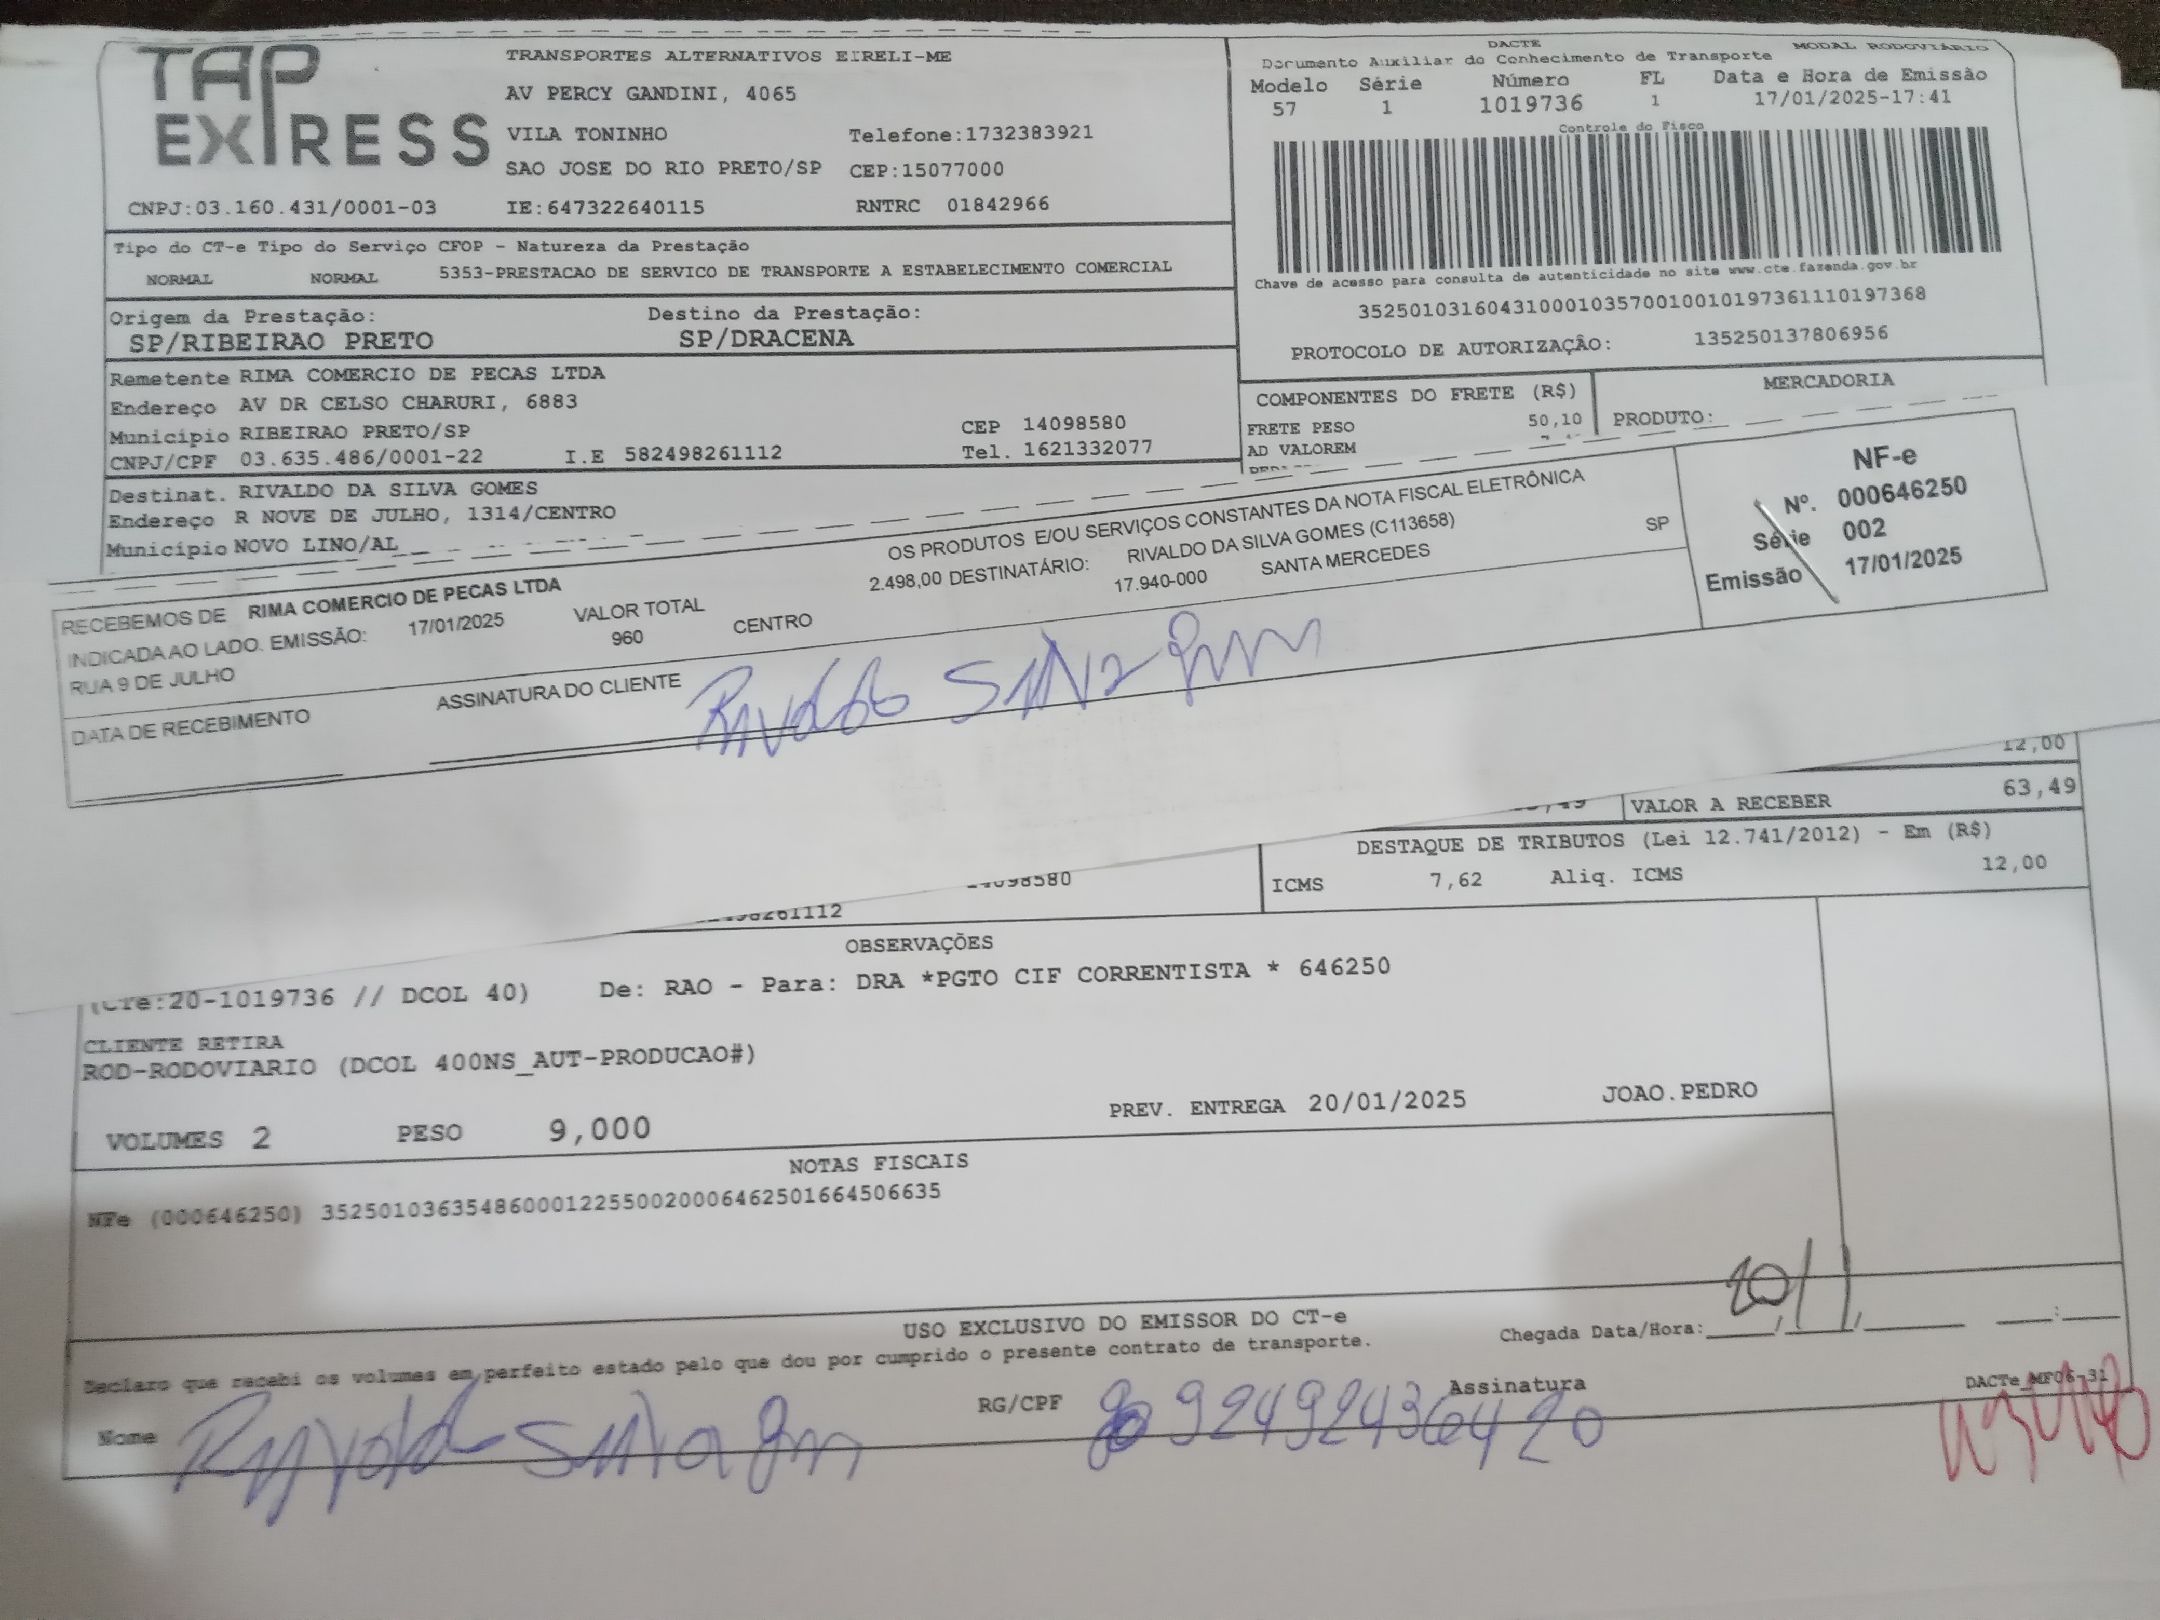 TAP EXPRESS
TRANSPORTES ALTERNATIVOS EIRELI-ME
AV PERCY GANDINI, 4065
VILA TONINHO Telefone:1732383921
SAO JOSE DO RIO PRETO/SP CEP:15077000
CNPJ:03.160.431/0001-03 IE:647322640115 RNTRC 01842966
DACTE MODAL RODOVIÁRIO
Documento Auxiliar do Conhecimento de Transporte
Modelo Série Número FL Data e Hora de Emissão
57 1 1019736 1 17/01/2025-17:41
Controle do Fisco
Chave de acesso para consulta de autenticidade no site www.cte.fazenda.gov.br
35250103160431000103570010010197361110197368
PROTOCOLO DE AUTORIZAÇÃO: 135250137806956
Tipo do CT-e Tipo do Serviço CFOP - Natureza da Prestação
NORMAL NORMAL 5353-PRESTACAO DE SERVICO DE TRANSPORTE A ESTABELECIMENTO COMERCIAL
Origem da Prestação: Destino da Prestação:
SP/RIBEIRAO PRETO SP/DRACENA
Remetente RIMA COMERCIO DE PECAS LTDA
Endereço AV DR CELSO CHARURI, 6883
Município RIBEIRAO PRETO/SP CEP 14098580
CNPJ/CPF 03.635.486/0001-22 I.E 582498261112 Tel. 1621332077
COMPONENTES DO FRETE (R$) MERCADORIA
FRETE PESO 50,10 PRODUTO:
AD VALOREM
Destinat. RIVALDO DA SILVA GOMES
Endereço R NOVE DE JULHO, 1314/CENTRO
Município NOVO LINO/AL
RECEBEMOS DE RIMA COMERCIO DE PECAS LTDA OS PRODUTOS E/OU SERVIÇOS CONSTANTES DA NOTA FISCAL ELETRÔNICA
INDICADA AO LADO. EMISSÃO: 17/01/2025 VALOR TOTAL 2.498,00 DESTINATÁRIO: RIVALDO DA SILVA GOMES (C113658)
RUA 9 DE JULHO 960 CENTRO 17.940-000 SANTA MERCEDES SP
DATA DE RECEBIMENTO ASSINATURA DO CLIENTE Rivaldo Silva
NF-e
Nº. 000646250
Série 002
Emissão 17/01/2025
12,00
VALOR A RECEBER 63,49
DESTAQUE DE TRIBUTOS (Lei 12.741/2012) - Em (R$)
ICMS 7,62 Aliq. ICMS 12,00
OBSERVAÇÕES
(Cte:20-1019736 // DCOL 40) De: RAO - Para: DRA *PGTO CIF CORRENTISTA * 646250
CLIENTE RETIRA
ROD-RODOVIARIO (DCOL 400NS_AUT-PRODUCAO#)
VOLUMES 2 PESO 9,000 PREV. ENTREGA 20/01/2025 JOAO.PEDRO
NOTAS FISCAIS
NFe (000646250) 35250103635486000122550020006462501664506635
USO EXCLUSIVO DO EMISSOR DO CT-e
Declaro que recebi os volumes em perfeito estado pelo que dou por cumprido o presente contrato de transporte. Chegada Data/Hora: 20/1/
DACTe_MF06-31
Nome Rivaldo Silva RG/CPF 92492436420 Assinatura